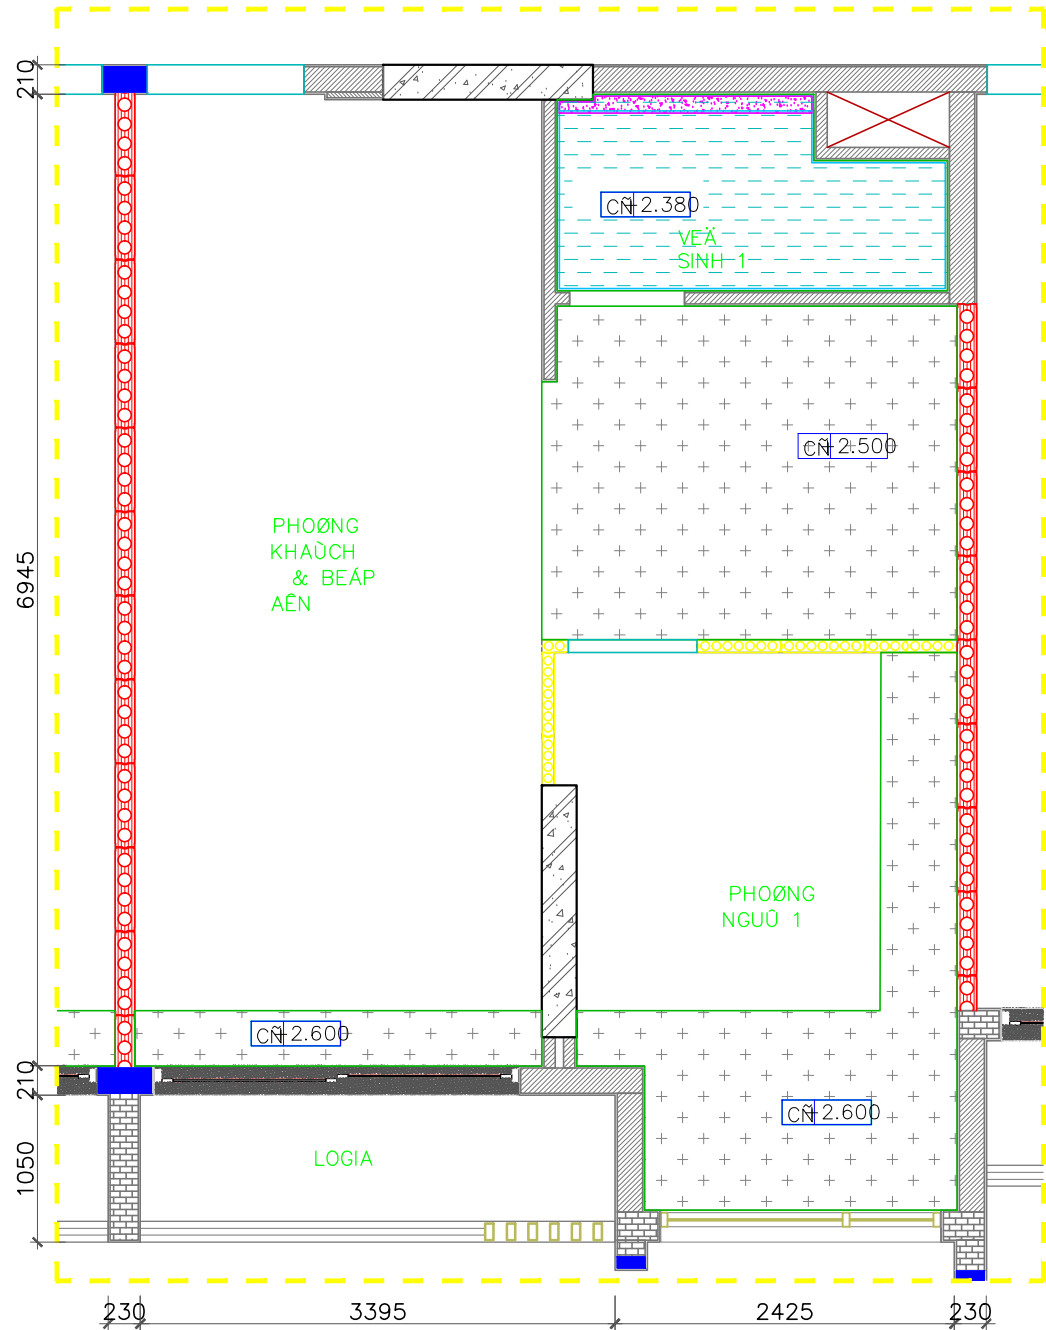 210
CÑ +2.380
VEÄ
SINH 1
CÑ +2.500
PHOØNG
KHAÙCH
& BEÁP
AÊN
6945
PHOØNG
NGUÛ 1
CÑ +2.600
210
CÑ +2.600
1050
LOGIA
230 3395 2425 230